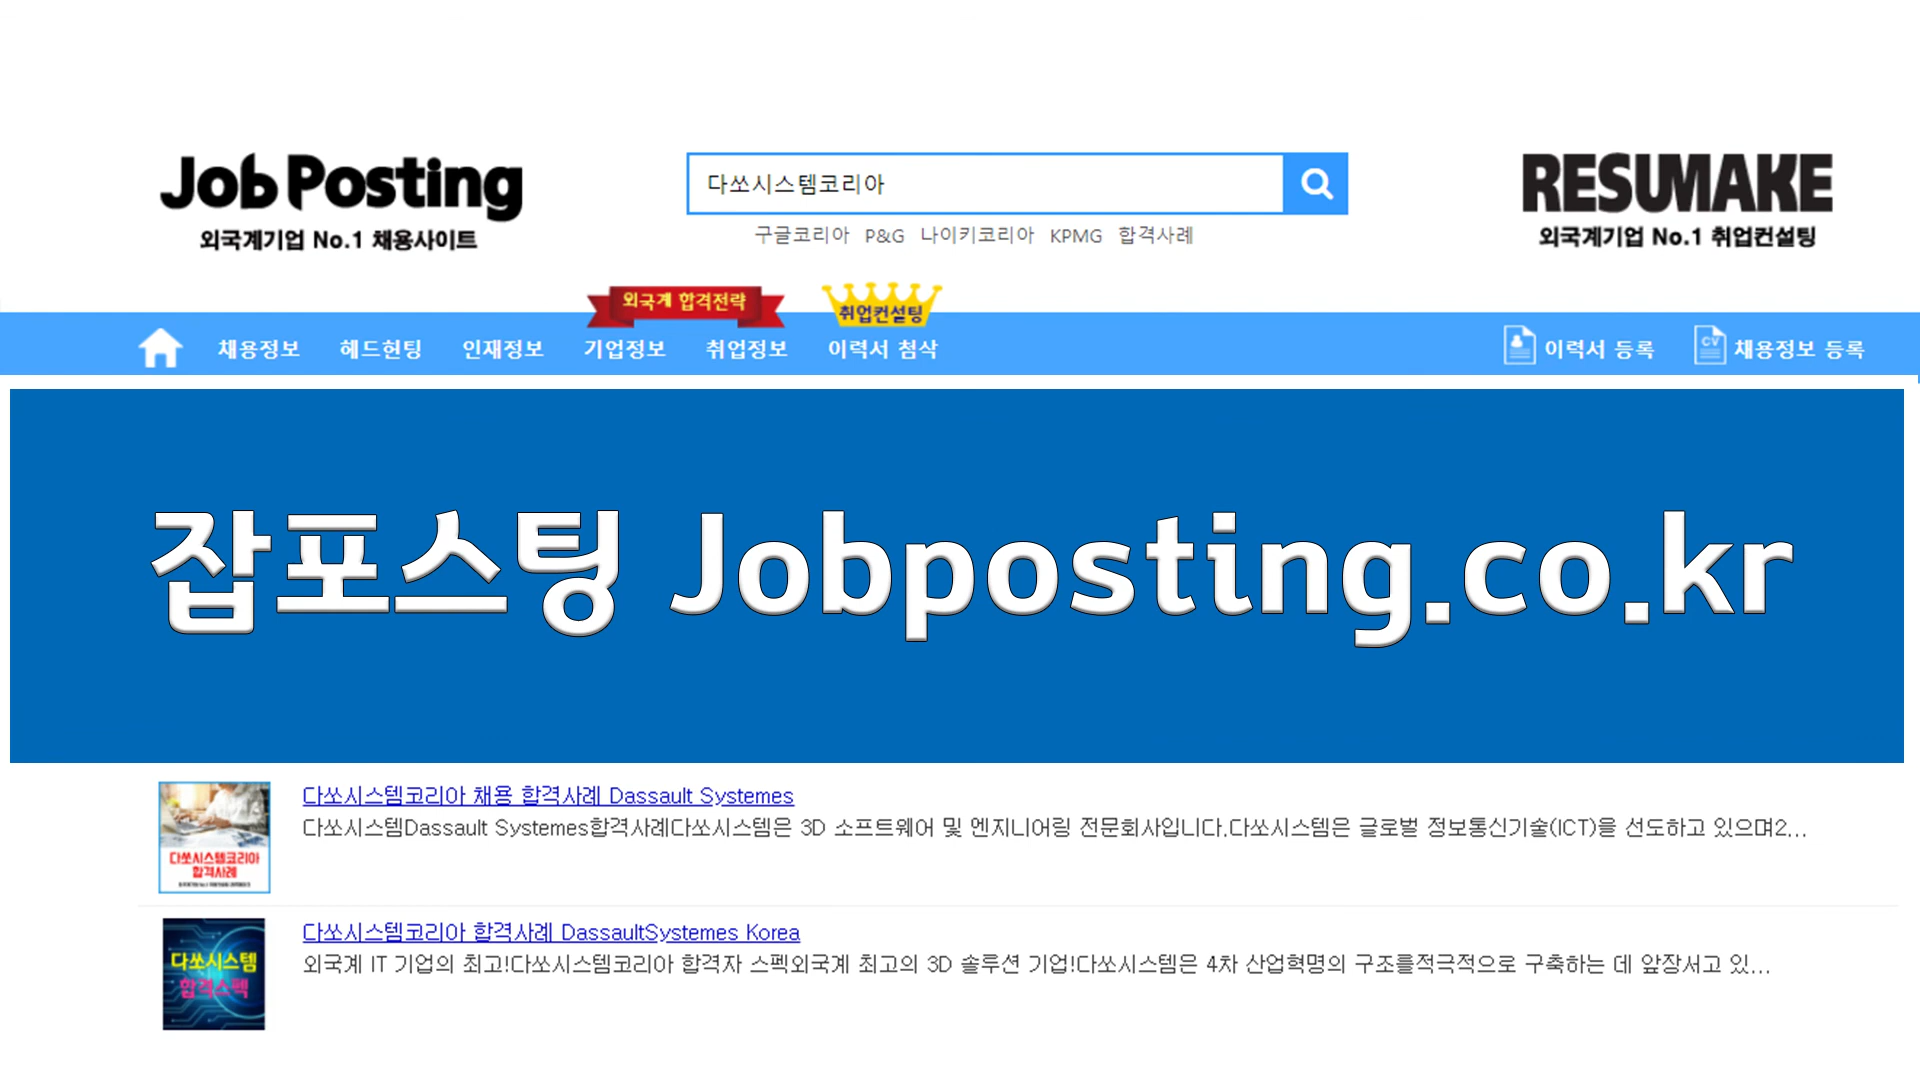 Job Posting
외국계기업 No.1 채용사이트
다쏘시스템코리아
구글코리아 P&G 나이키코리아 KPMG 합격사례
RESUMAKE
외국계기업 No.1 취업컨설팅
외국계 합격전략
취업컨설팅
채용정보 헤드헌팅 인재정보 기업정보 취업정보 이력서 첨삭
CV
이력서 등록 채용정보 등록
잡포스팅 Jobposting.co.kr
다쏘시스템코리아 채용 합격사례 Dassault Systemes
다쏘시스템Dassault Systemes합격사례다쏘시스템은 3D 소프트웨어 및 엔지니어링 전문회사입니다.다쏘시스템은 글로벌 정보통신기술(ICT)을 선도하고 있으며2...
다쏘시스템코리아
합격사례
다쏘시스템코리아 합격사례 DassaultSystemes Korea
외국계 IT 기업의 최고!다쏘시스템코리아 합격자 스펙외국계 최고의 3D 솔루션 기업!다쏘시스템은 4차 산업혁명의 구조를적극적으로 구축하는 데 앞장서고 있...
다쏘시스템
합격스펙